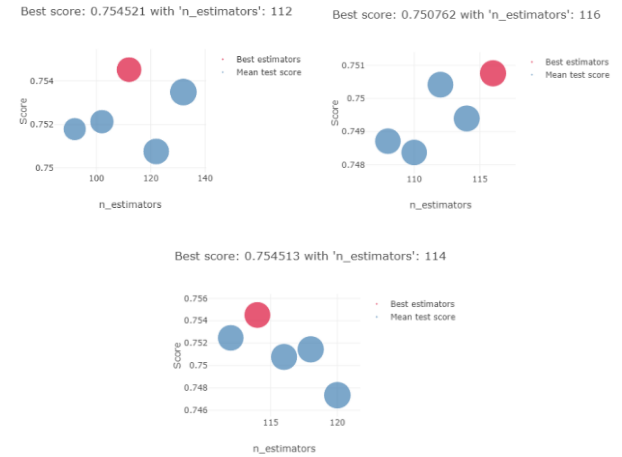 Best score: 0.754521 with 'n_estimators': 112
Best estimators
Mean test score
0.754
0.752
0.75
Score
100
120
140
n_estimators
Best score: 0.750762 with 'n_estimators': 116
Best estimators
Mean test score
0.751
0.75
0.749
0.748
Score
110
115
n_estimators
Best score: 0.754513 with 'n_estimators': 114
Best estimators
Mean test score
0.756
0.754
0.752
0.75
0.748
0.746
Score
115
120
n_estimators